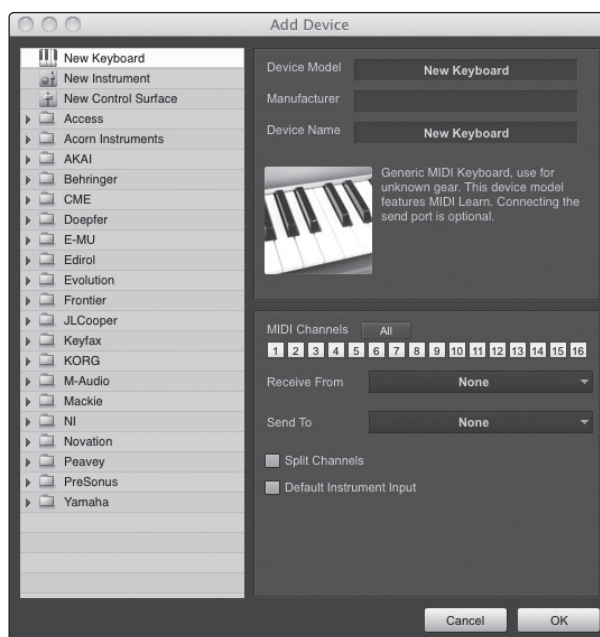 Add Device
New Keyboard
New Instrument
New Control Surface
Access
Acorn Instruments
AKAI
Behringer
CME
Doepfer
E-MU
Edirol
Evolution
Frontier
JLCooper
Keyfax
KORG
M-Audio
Mackie
NI
Novation
Peavey
PreSonus
Yamaha
Device Model New Keyboard
Manufacturer
Device Name New Keyboard
Generic MIDI Keyboard, use for
unknown gear. This device model
features MIDI Learn. Connecting the
send port is optional.
MIDI Channels All
1 2 3 4 5 6 7 8 9 10 11 12 13 14 15 16
Receive From None
Send To None
Split Channels
Default Instrument Input
Cancel OK